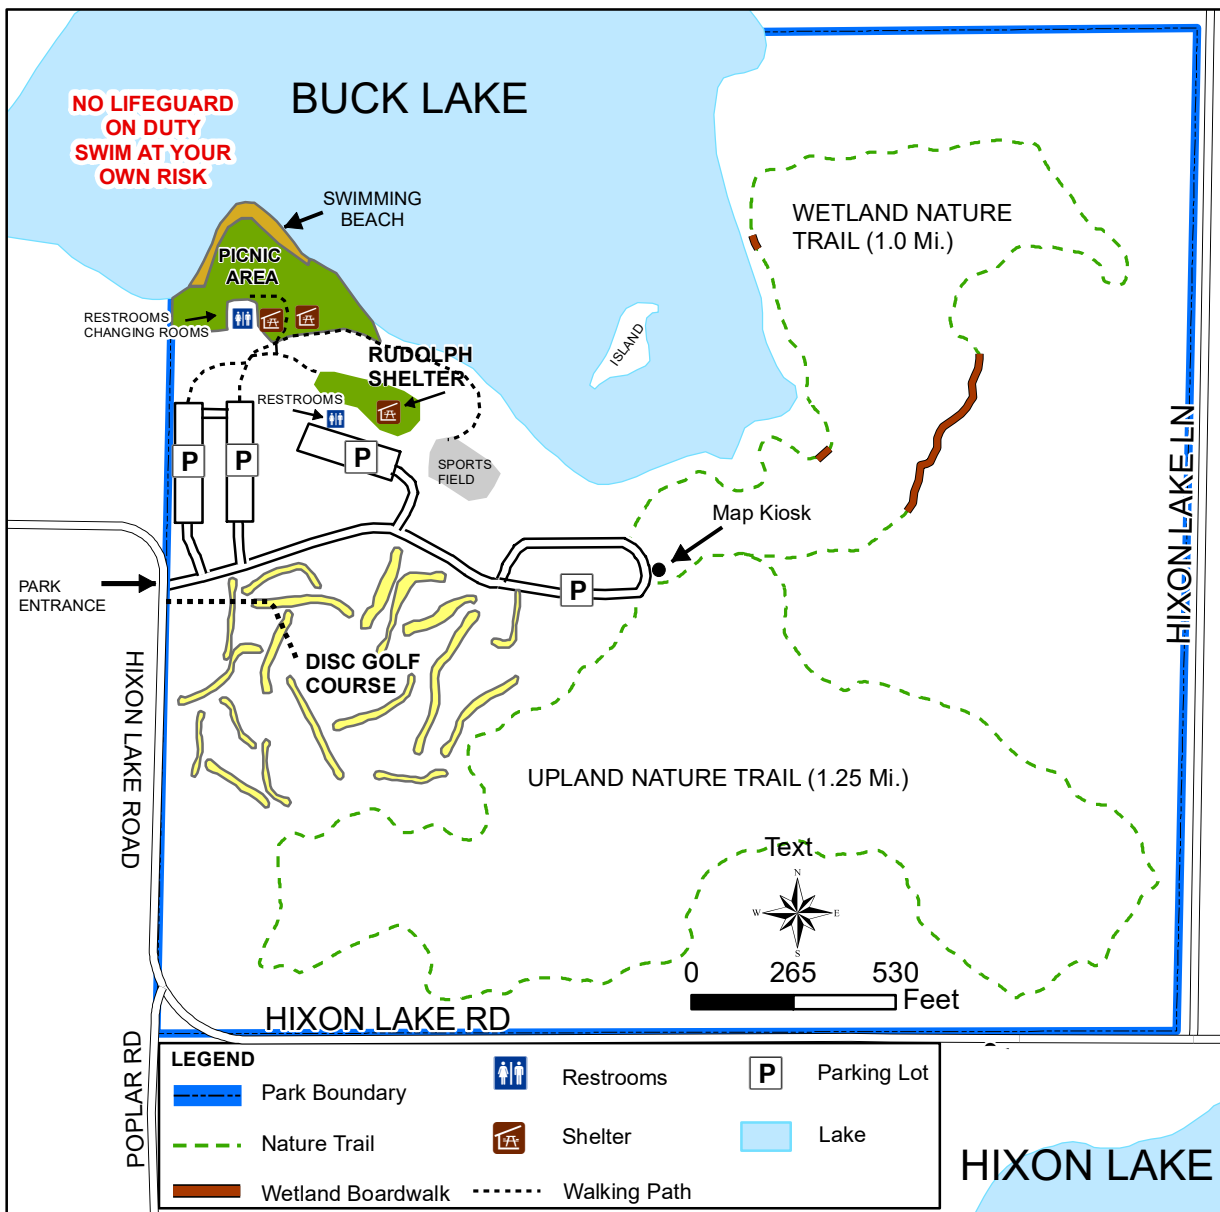 BUCK LAKE
NO LIFEGUARD
ON DUTY
SWIM AT YOUR
OWN RISK
SWIMMING
BEACH
WETLAND NATURE
TRAIL (1.0 Mi.)
PICNIC
AREA
RESTROOMS
CHANGING ROOMS
ISLAND
RUDOLPH
SHELTER
RESTROOMS
P
P
P
SPORTS
FIELD
Map Kiosk
HIXON LAKE LN
PARK
ENTRANCE
P
DISC GOLF
COURSE
HIXON LAKE ROAD
UPLAND NATURE TRAIL (1.25 Mi.)
Text
N
W
E
S
0 265 530
Feet
HIXON LAKE RD
POPLAR RD
LEGEND
Park Boundary
Nature Trail
Wetland Boardwalk
Restrooms
Shelter
Walking Path
P
Parking Lot
Lake
HIXON LAKE